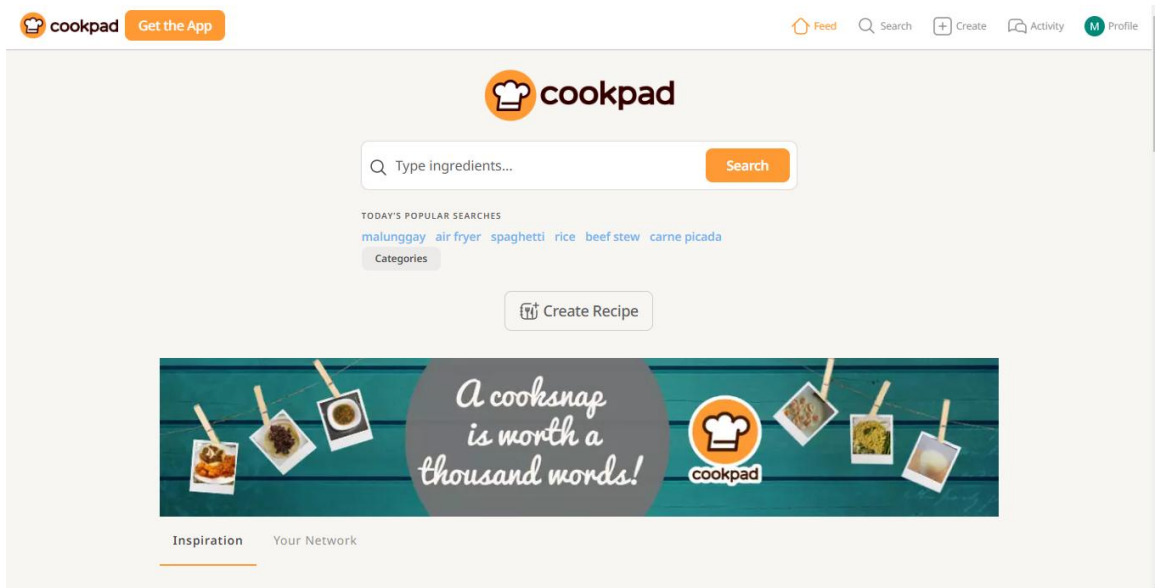 cookpad Get the App Feed Search Create Activity M Profile
cookpad
Type ingredients... Search
TODAY'S POPULAR SEARCHES
malunggay air fryer spaghetti rice beef stew carne picada
Categories
Create Recipe
A cooksnap
is worth a
thousand words!
cookpad
Inspiration Your Network